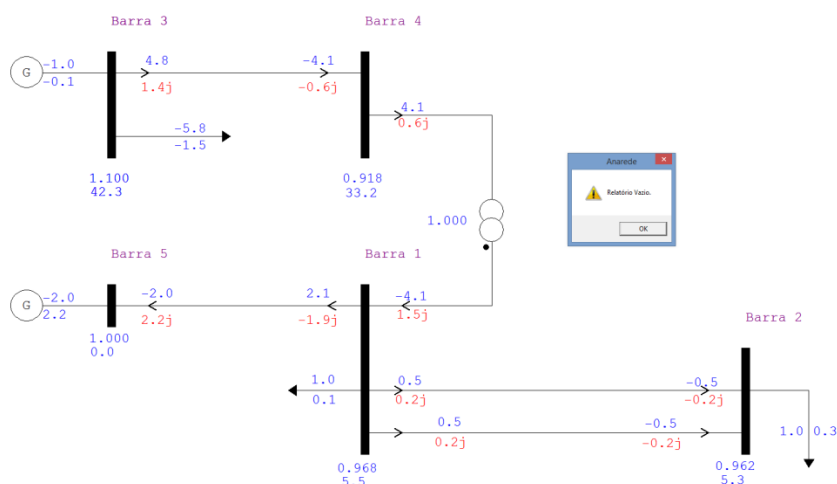 Barra 3
Barra 4
G
-1.0
-0.1
4.8
1.4j
-4.1
-0.6j
4.1
0.6j
-5.8
-1.5
1.100
42.3
0.918
33.2
1.000
Anarede
x
Relatório Vazio.
OK
Barra 5
Barra 1
G
-2.0
2.2
-2.0
2.2j
2.1
-1.9j
-4.1
1.5j
1.000
0.0
Barra 2
1.0
0.1
0.5
0.2j
-0.5
-0.2j
0.5
0.2j
-0.5
-0.2j
1.0 0.3
0.968
5.5
0.962
5.3